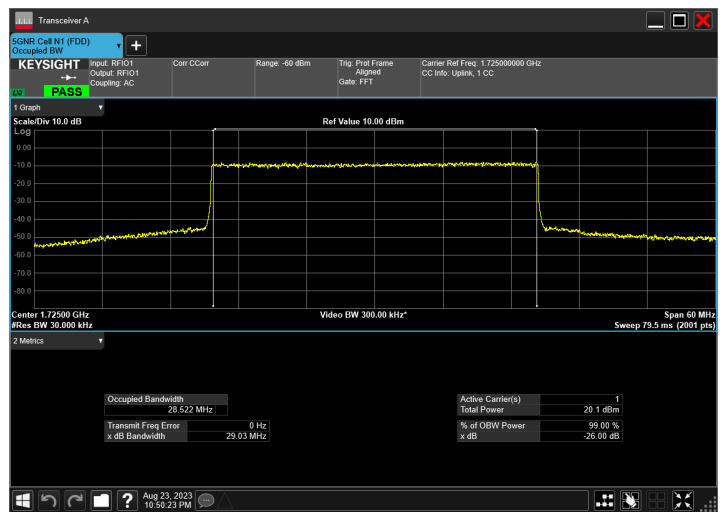 Transceiver A
5GNR Cell N1 (FDD)
Occupied BW
KEYSIGHT
LXI
PASS
Input: RFIO1
Output: RFIO1
Coupling: AC
Corr CCorr
Range: -60 dBm
Trig: Prot Frame
Aligned
Gate: FFT
Carrier Ref Freq: 1.725000000 GHz
CC Info: Uplink, 1 CC
1 Graph
Scale/Div 10.0 dB
Ref Value 10.00 dBm
Log
0.00
-10.0
-20.0
-30.0
-40.0
-50.0
-60.0
-70.0
-80.0
Center 1.72500 GHz
Video BW 300.00 kHz*
Span 60 MHz
#Res BW 30.000 kHz
Sweep 79.5 ms (2001 pts)
2 Metrics
Occupied Bandwidth
28.522 MHz
Transmit Freq Error 0 Hz
x dB Bandwidth 29.03 MHz
Active Carrier(s) 1
Total Power 20.1 dBm
% of OBW Power 99.00 %
x dB -26.00 dB
Aug 23, 2023
10:50:23 PM